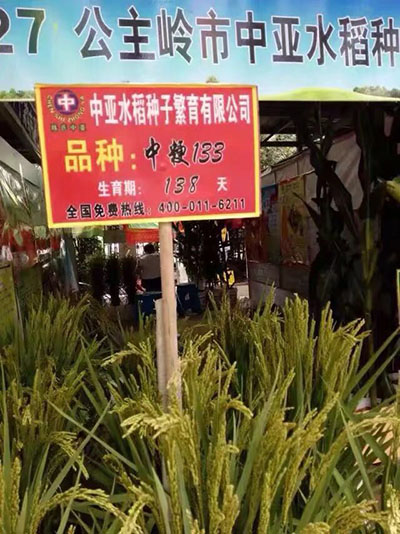 27 公主岭市中亚水稻种
中
中亚水稻种子繁育有限公司
品种:中粳133
生育期: 138 天
全国免费热线:400-011-6211